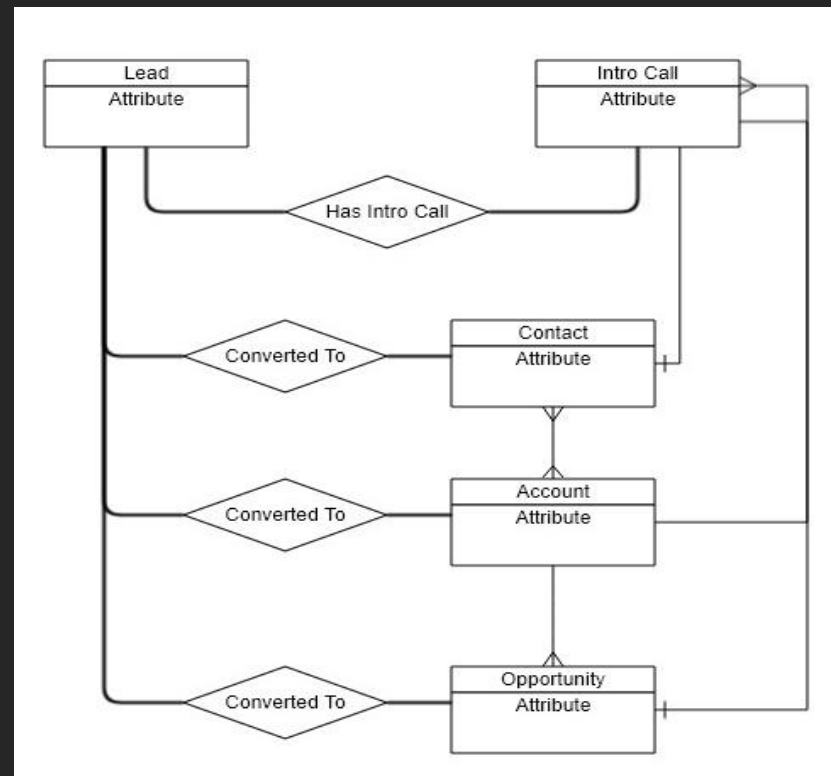 Lead
Attribute
Intro Call
Attribute
Has Intro Call
Converted To
Contact
Attribute
Converted To
Account
Attribute
Converted To
Opportunity
Attribute